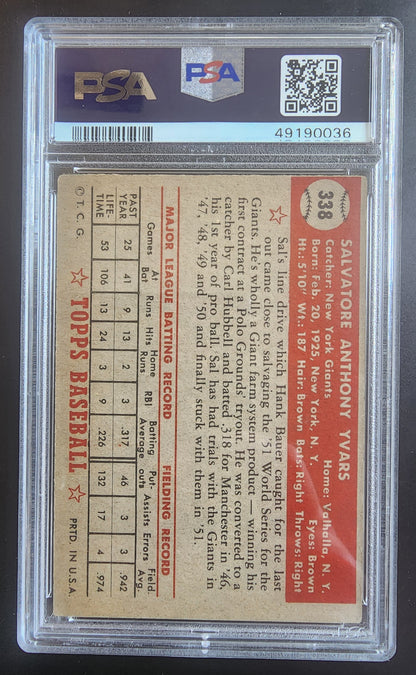 PSA
PSA
49190036
338
SALVATORE ANTHONY YVARS
Catcher: New York Giants Home: Valhalla, N. Y.
Born: Feb. 20, 1925, New York, N. Y. Eyes: Brown
Ht.: 5'10" Wt.: 187 Hair: Brown Bats: Right Throws: Right
Sal's line drive which Hank Bauer caught for the last
out came close to salvaging the '51 World Series for the
Giants. He's wholly a Giant farm system product — winning his
first contract at a Polo Grounds' tryout. He was converted to a
catcher by Carl Hubbell and batted .318 for Manchester in '46,
his 1st year of pro ball. Sal has had trials with the Giants in
'47, '48, '49 and '50 and finally stuck with them in '51.
MAJOR LEAGUE BATTING RECORD FIELDING RECORD
Games At Bat Runs Hits Home Runs RBI Batting Average Put-outs Assists Errors Field. Avg.
PAST YEAR 25 41 9 13 2 3 .317 46 3 3 .942
LIFE-TIME 53 106 13 24 3 9 .226 132 17 4 .974
© T. C. G. TOPPS BASEBALL PRTD. IN U.S.A.